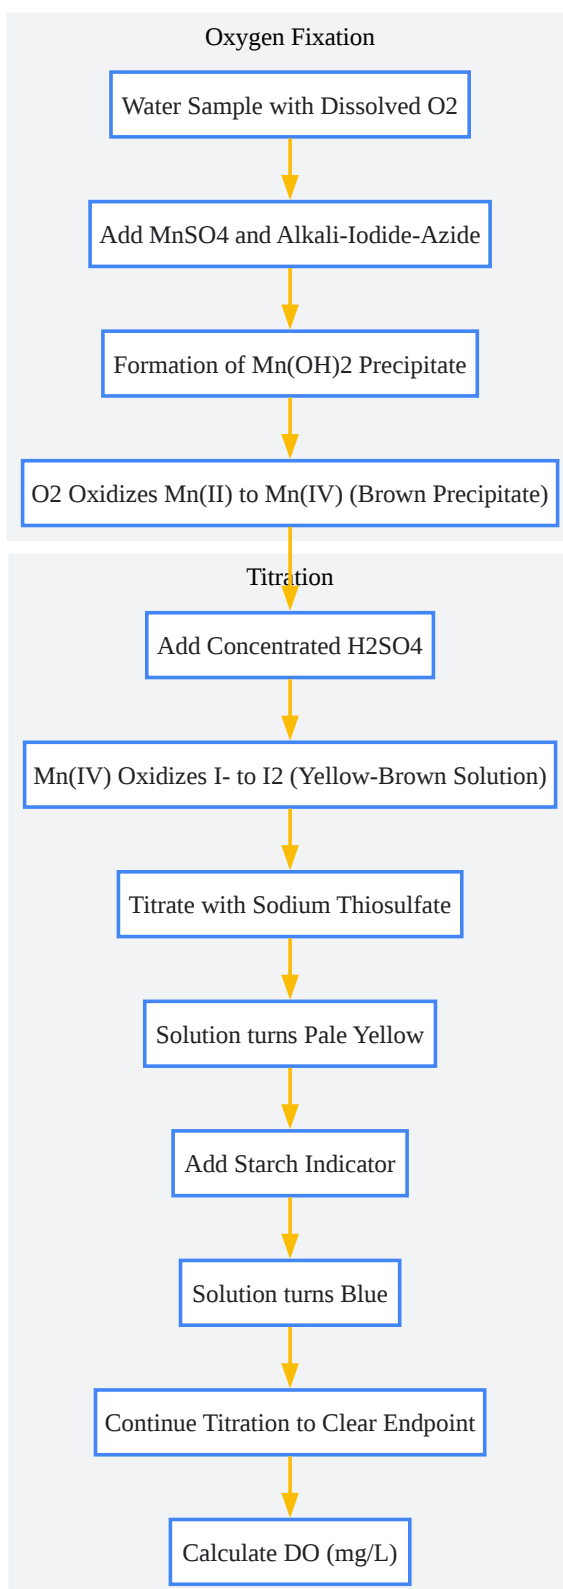 Oxygen Fixation
Water Sample with Dissolved O2
Add MnSO4 and Alkali-Iodide-Azide
Formation of Mn(OH)2 Precipitate
O2 Oxidizes Mn(II) to Mn(IV) (Brown Precipitate)
Titration
Add Concentrated H2SO4
Mn(IV) Oxidizes I- to I2 (Yellow-Brown Solution)
Titrate with Sodium Thiosulfate
Solution turns Pale Yellow
Add Starch Indicator
Solution turns Blue
Continue Titration to Clear Endpoint
Calculate DO (mg/L)